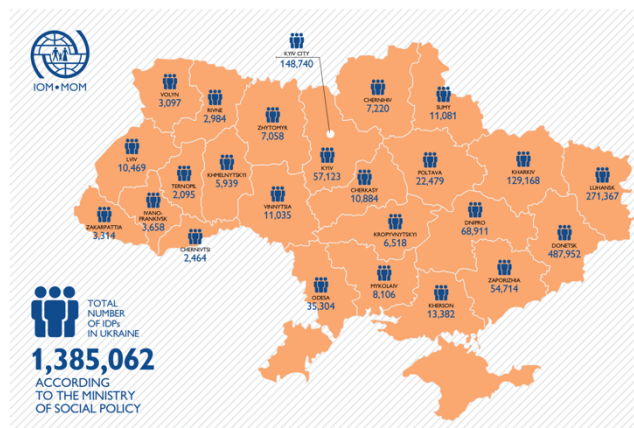 IOM•MOM
KYIV CITY
148,740
VOLYN
3,097
RIVNE
2,984
ZHYTOMYR
7,058
CHERNIHIV
7,220
SUMY
11,081
LVIV
10,469
TERNOPIL
2,095
KHMELNYTSKYI
5,939
KYIV
57,123
CHERKASY
10,884
POLTAVA
22,479
KHARKIV
129,168
LUHANSK
271,367
ZAKARPATTIA
3,314
IVANO-
FRANKIVSK
3,658
CHERNIVTSI
2,464
VINNYTSIA
11,035
KROPYVNYTSKYI
6,518
DNIPRO
68,911
DONETSK
487,952
ODESA
35,304
MYKOLAIV
8,106
KHERSON
13,382
ZAPORIZHIA
54,714
TOTAL
NUMBER
OF IDPs
IN UKRAINE
1,385,062
ACCORDING
TO THE MINISTRY
OF SOCIAL POLICY